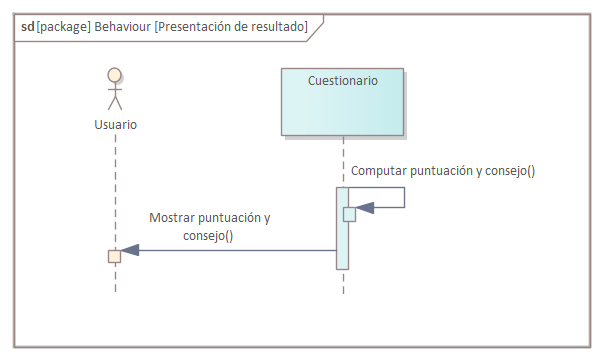 sd [package] Behaviour [Presentación de resultado]
Usuario
Cuestionario
Computar puntuación y consejo()
Mostrar puntuación y
consejo()